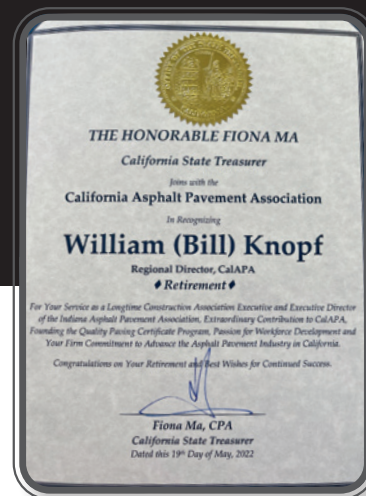 THE HONORABLE FIONA MA
California State Treasurer
Joins with the
California Asphalt Pavement Association
In Recognizing
William (Bill) Knopf
Regional Director, CalAPA
♦ Retirement ♦
For Your Service as a Longtime Construction Association Executive and Executive Director
of the Indiana Asphalt Pavement Association, Extraordinary Contribution to CalAPA,
Founding the Quality Paving Certificate Program, Passion for Workforce Development and
Your Firm Commitment to Advance the Asphalt Pavement Industry in California.
Congratulations on Your Retirement and Best Wishes for Continued Success.
Fiona Ma, CPA
California State Treasurer
Dated this 19th Day of May, 2022